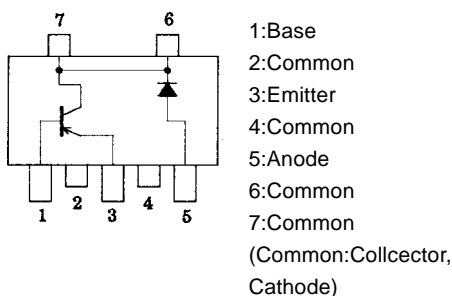 7 6
1 2 3 4 5
1:Base
2:Common
3:Emitter
4:Common
5:Anode
6:Common
7:Common
(Common:Collcector,
Cathode)